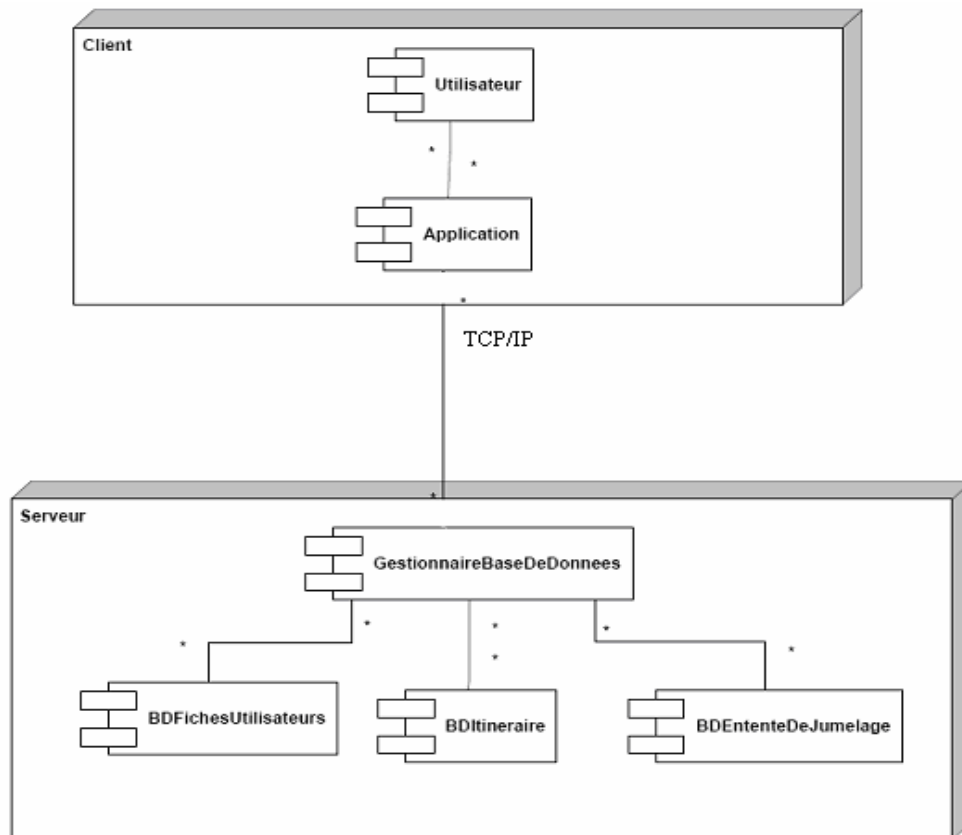 Client
Utilisateur
*
*
Application
*
TCP/IP
*
Serveur
GestionnaireBaseDeDonnees
*
*
*
*
*
*
BDFichesUtilisateurs
BDItineraire
BDEntenteDeJumelage